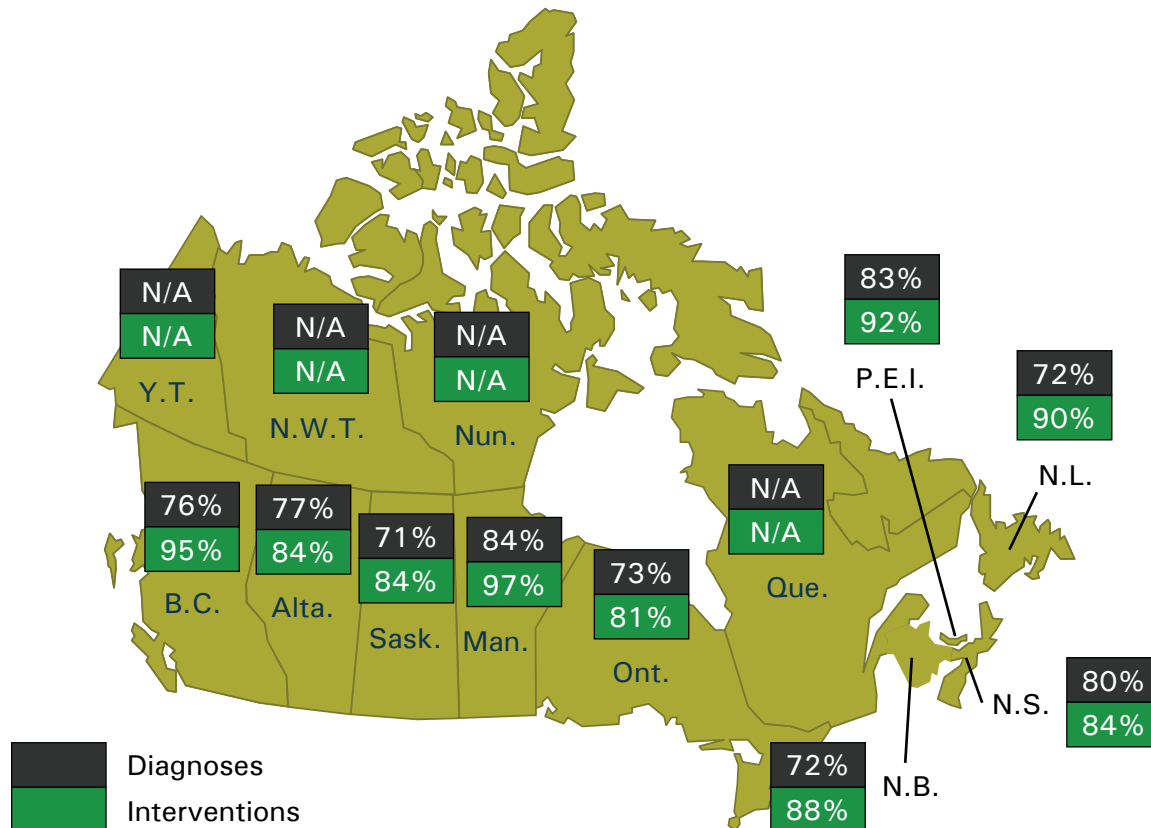 83%
92%
P.E.I.
N/A
N/A
Y.T.
N/A
N/A
N.W.T.
N/A
N/A
Nun.
72%
90%
N.L.
76%
95%
B.C.
77%
84%
Alta.
71%
84%
Sask.
84%
97%
Man.
73%
81%
Ont.
N/A
N/A
Que.
80%
84%
N.S.
72%
88%
N.B.
Diagnoses
Interventions